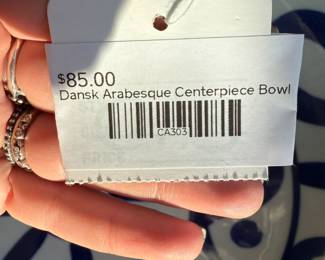 $85.00
Dansk Arabesque Centerpiece Bowl
CA303